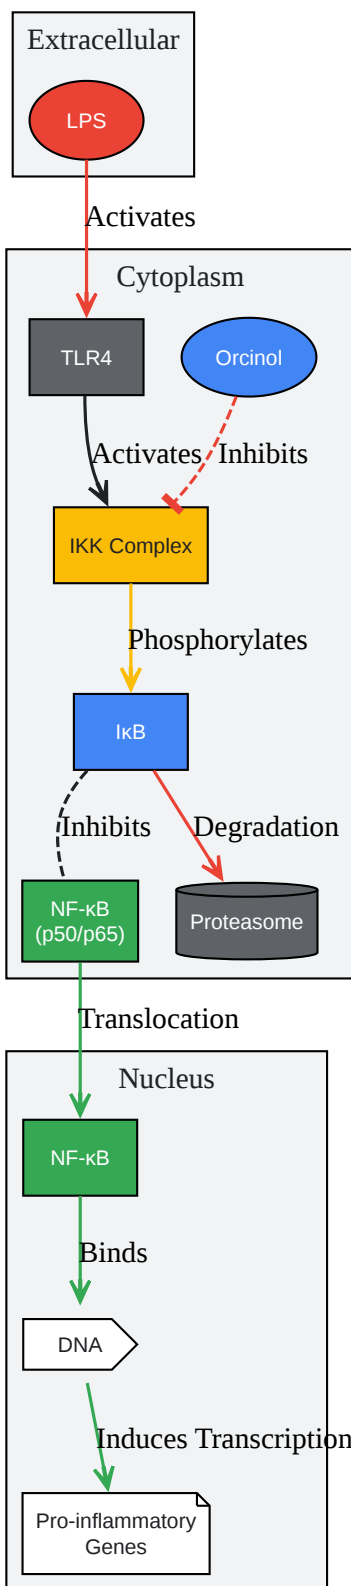 Extracellular
LPS
Activates
Cytoplasm
TLR4
Orcinol
Activates
Inhibits
IKK Complex
Phosphorylates
IκB
Inhibits
Degradation
NF-κB
(p50/p65)
Proteasome
Translocation
Nucleus
NF-κB
Binds
DNA
Induces Transcription
Pro-inflammatory
Genes